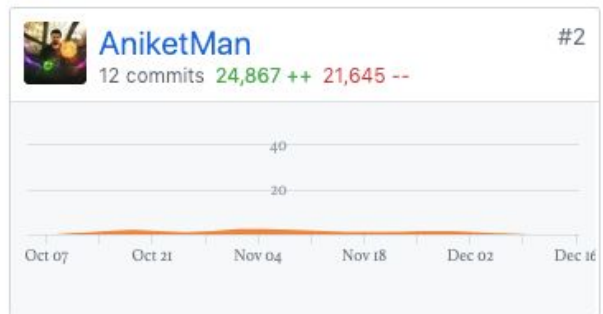 AniketMan #2
12 commits 24,867 ++ 21,645 --
40
20
Oct 07 Oct 21 Nov 04 Nov 18 Dec 02 Dec 16